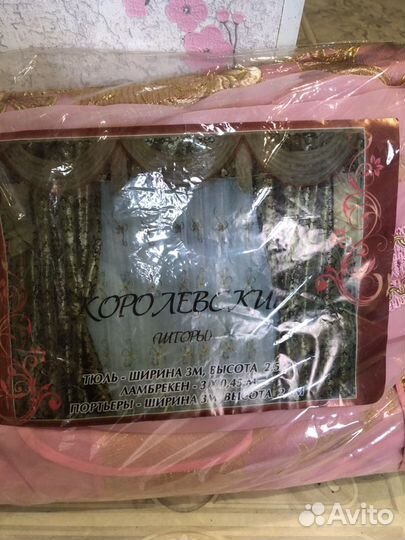 КОРОЛЕВСКИ
(ШТОРЫ)
ТЮЛЬ - ШИРИНА 3М, ВЫСОТА 2,5
ЛАМБРЕКЕН - 3 0,45 М
ПОРТЬЕРЫ - ШИРИНА 3М, ВЫСОТА М
Avito